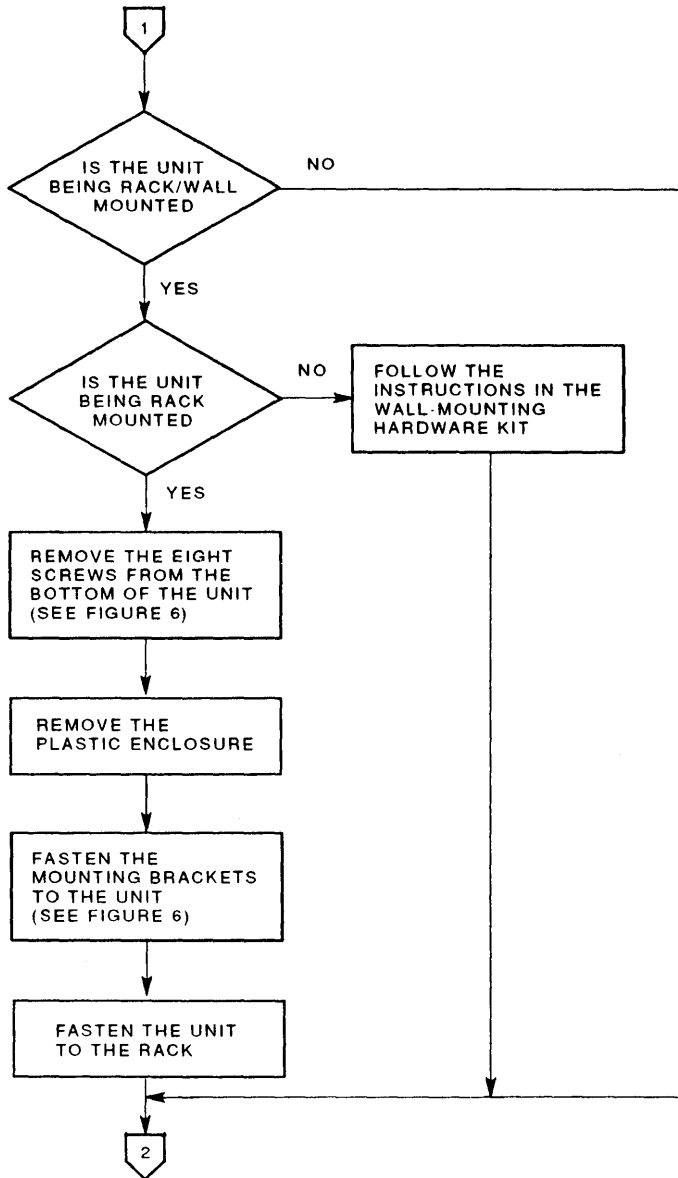 1
IS THE UNIT
BEING RACK/WALL
MOUNTED
NO
YES
IS THE UNIT
BEING RACK
MOUNTED
NO
FOLLOW THE
INSTRUCTIONS IN THE
WALL-MOUNTING
HARDWARE KIT
YES
REMOVE THE EIGHT
SCREWS FROM THE
BOTTOM OF THE UNIT
(SEE FIGURE 6)
REMOVE THE
PLASTIC ENCLOSURE
FASTEN THE
MOUNTING BRACKETS
TO THE UNIT
(SEE FIGURE 6)
FASTEN THE UNIT
TO THE RACK
2